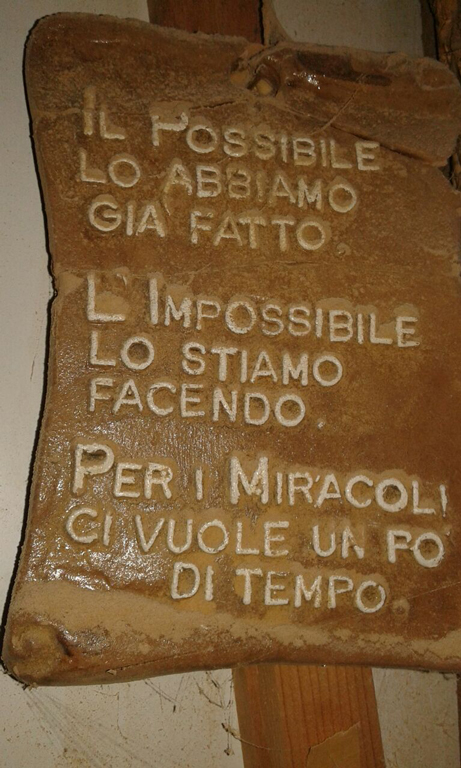 IL POSSIBILE
LO ABBIAMO
GIA' FATTO.
L'IMPOSSIBILE
LO STIAMO
FACENDO.
PER I MIRACOLI
CI VUOLE UN PO'
DI TEMPO.